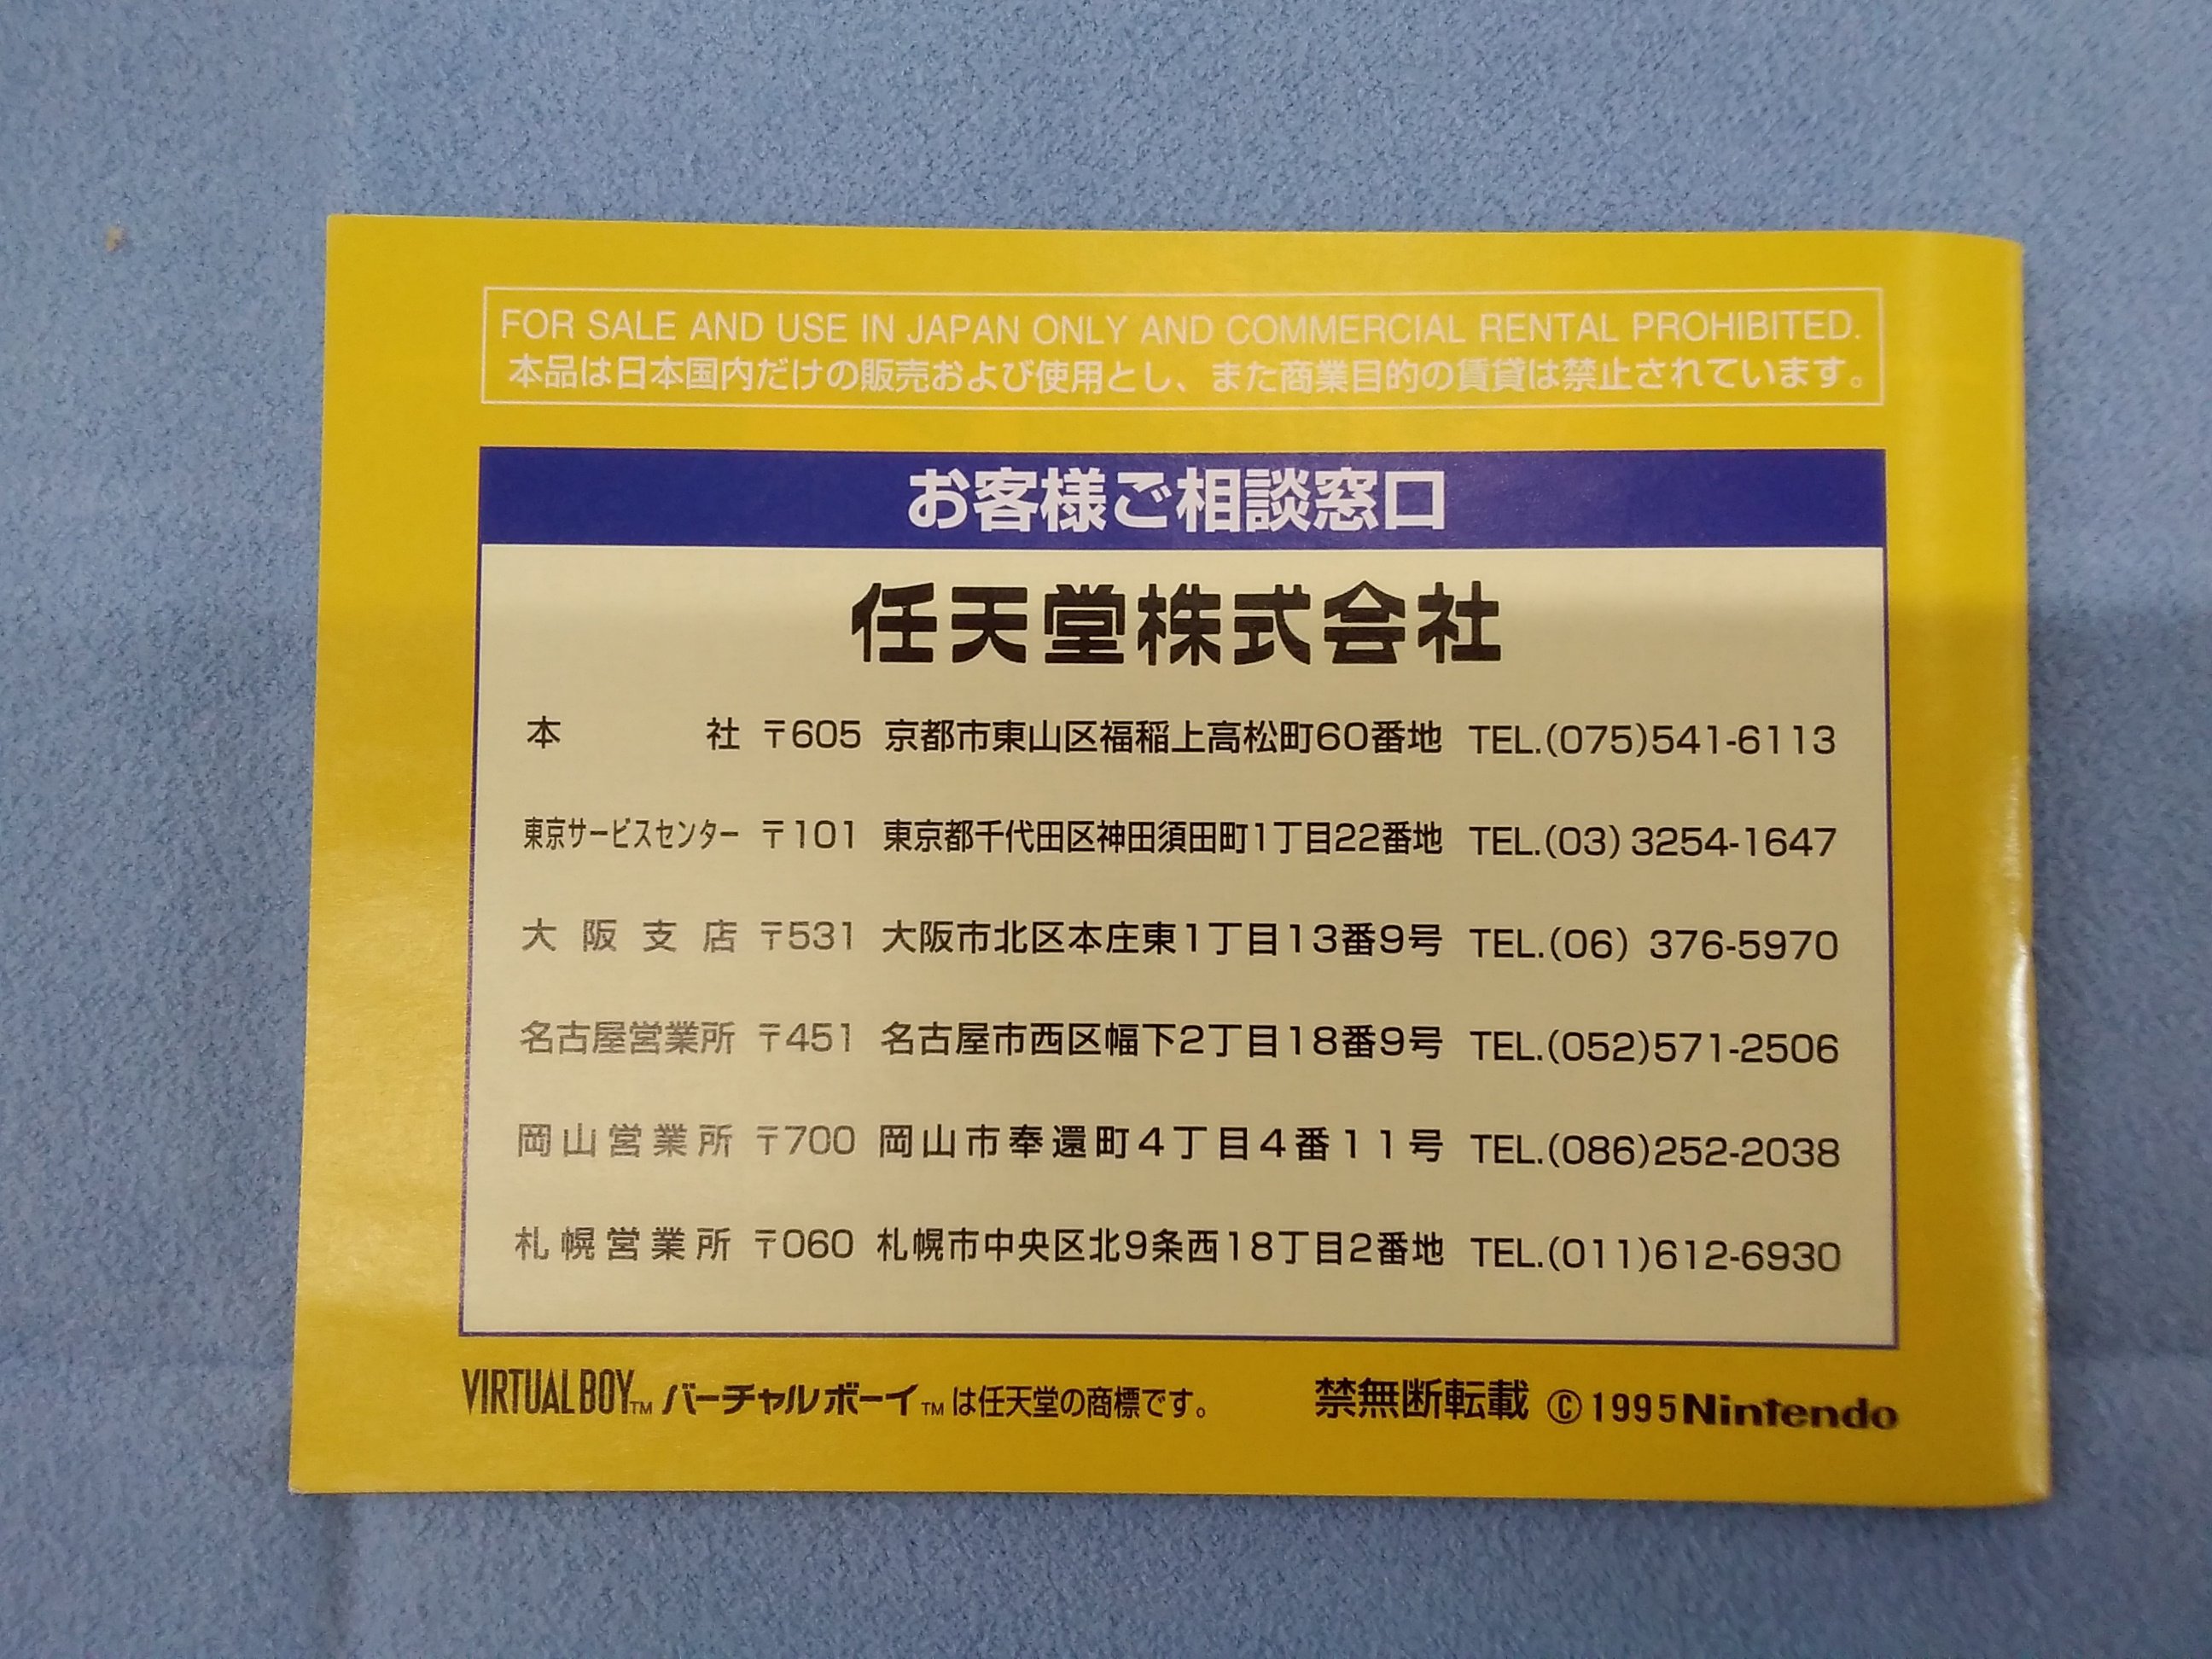 FOR SALE AND USE IN JAPAN ONLY AND COMMERCIAL RENTAL PROHIBITED.
本品は日本国内だけの販売および使用とし、また商業目的の賃貸は禁止されています。
お客様ご相談窓口
任天堂株式会社
本社 〒605 京都市東山区福稲上高松町60番地 TEL.(075)541-6113
東京サービスセンター 〒101 東京都千代田区神田須田町1丁目22番地 TEL.(03)3254-1647
大阪支店 〒531 大阪市北区本庄東1丁目13番9号 TEL.(06) 376-5970
名古屋営業所 〒451 名古屋市西区幅下2丁目18番9号 TEL.(052)571-2506
岡山営業所 〒700 岡山市奉還町4丁目4番11号 TEL.(086)252-2038
札幌営業所 〒060 札幌市中央区北9条西18丁目2番地 TEL.(011)612-6930
VIRTUAL BOY™ バーチャルボーイ™は任天堂の商標です。 禁無断転載 ©1995 Nintendo